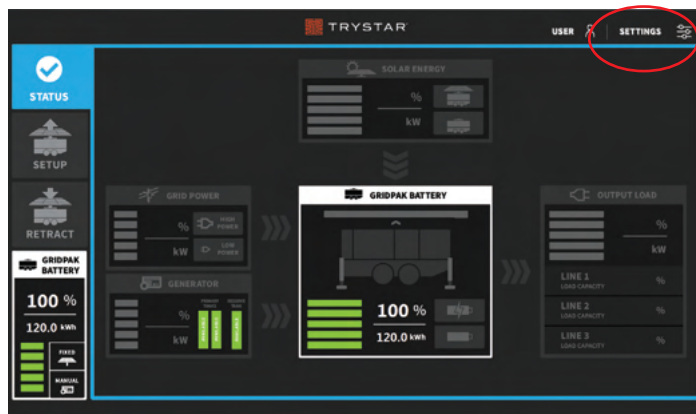 TRYSTAR
USER
SETTINGS
STATUS
SETUP
RETRACT
GRIDPAK
BATTERY
100 %
120.0 kWh
FIXED
MANUAL
SOLAR ENERGY
%
kW
GRID POWER
%
kW
HIGH
POWER
LOW
POWER
GENERATOR
%
kW
GRIDPAK BATTERY
100 %
120.0 kWh
OUTPUT LOAD
%
kW
LINE 1
LOAD CAPACITY
%
LINE 2
LOAD CAPACITY
%
LINE 3
LOAD CAPACITY
%